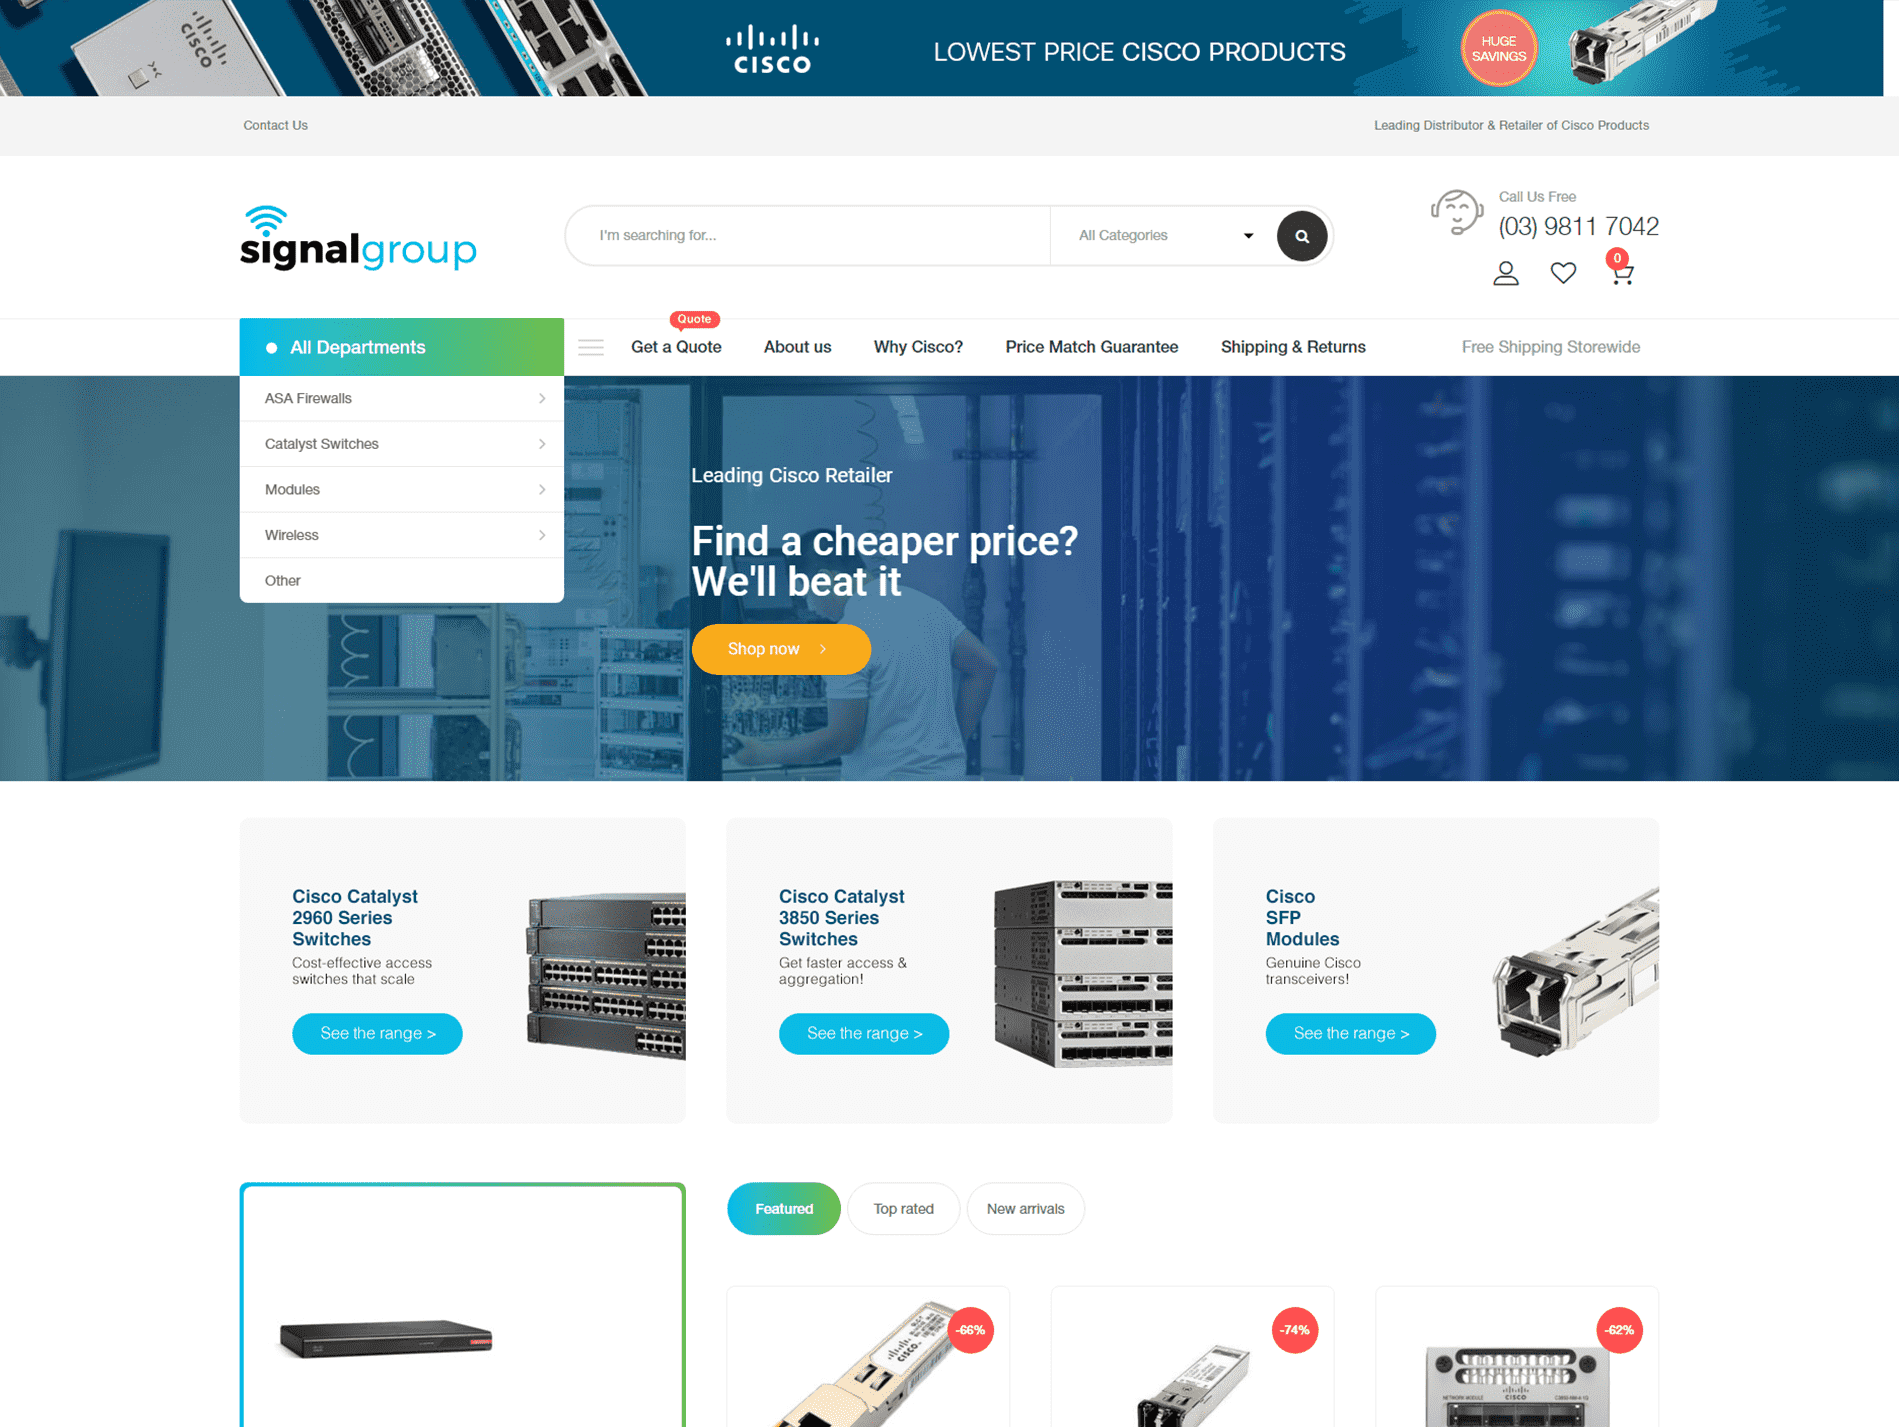 CISCO
CISCO
LOWEST PRICE CISCO PRODUCTS
HUGE
SAVINGS
Contact Us
Leading Distributor & Retailer of Cisco Products
signalgroup
I'm searching for...
All Categories
Call Us Free
(03) 9811 7042
0
All Departments
Quote
Get a Quote
About us
Why Cisco?
Price Match Guarantee
Shipping & Returns
Free Shipping Storewide
ASA Firewalls
Catalyst Switches
Modules
Wireless
Other
Leading Cisco Retailer
Find a cheaper price?
We'll beat it
Shop now
Cisco Catalyst
2960 Series
Switches
Cost-effective access
switches that scale
See the range >
Cisco Catalyst
3850 Series
Switches
Get faster access &
aggregation!
See the range >
Cisco
SFP
Modules
Genuine Cisco
transceivers!
See the range >
Featured
Top rated
New arrivals
-66%
CISCO
-74%
-62%
NETWORK MODULE
CISCO